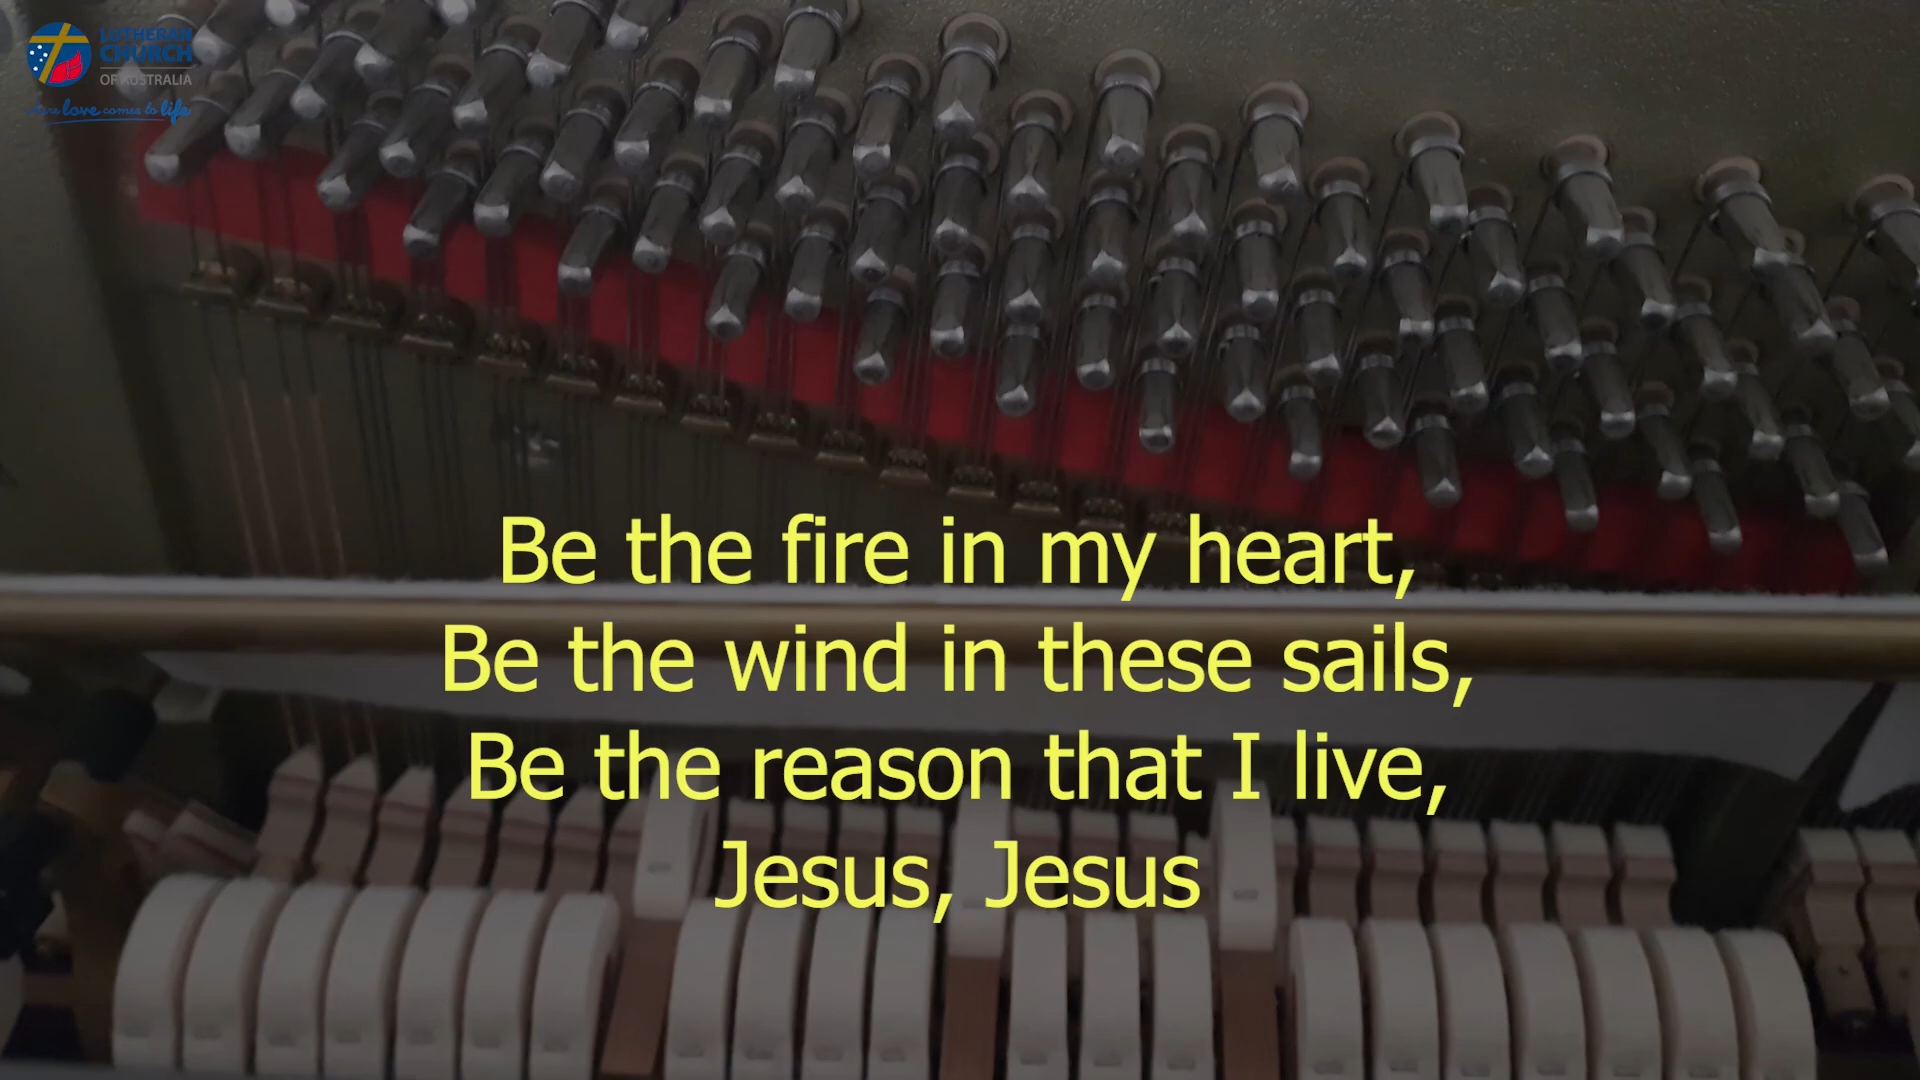 LUTHERAN
CHURCH
OF AUSTRALIA
where love comes to life
Be the fire in my heart,
Be the wind in these sails,
Be the reason that I live,
Jesus, Jesus